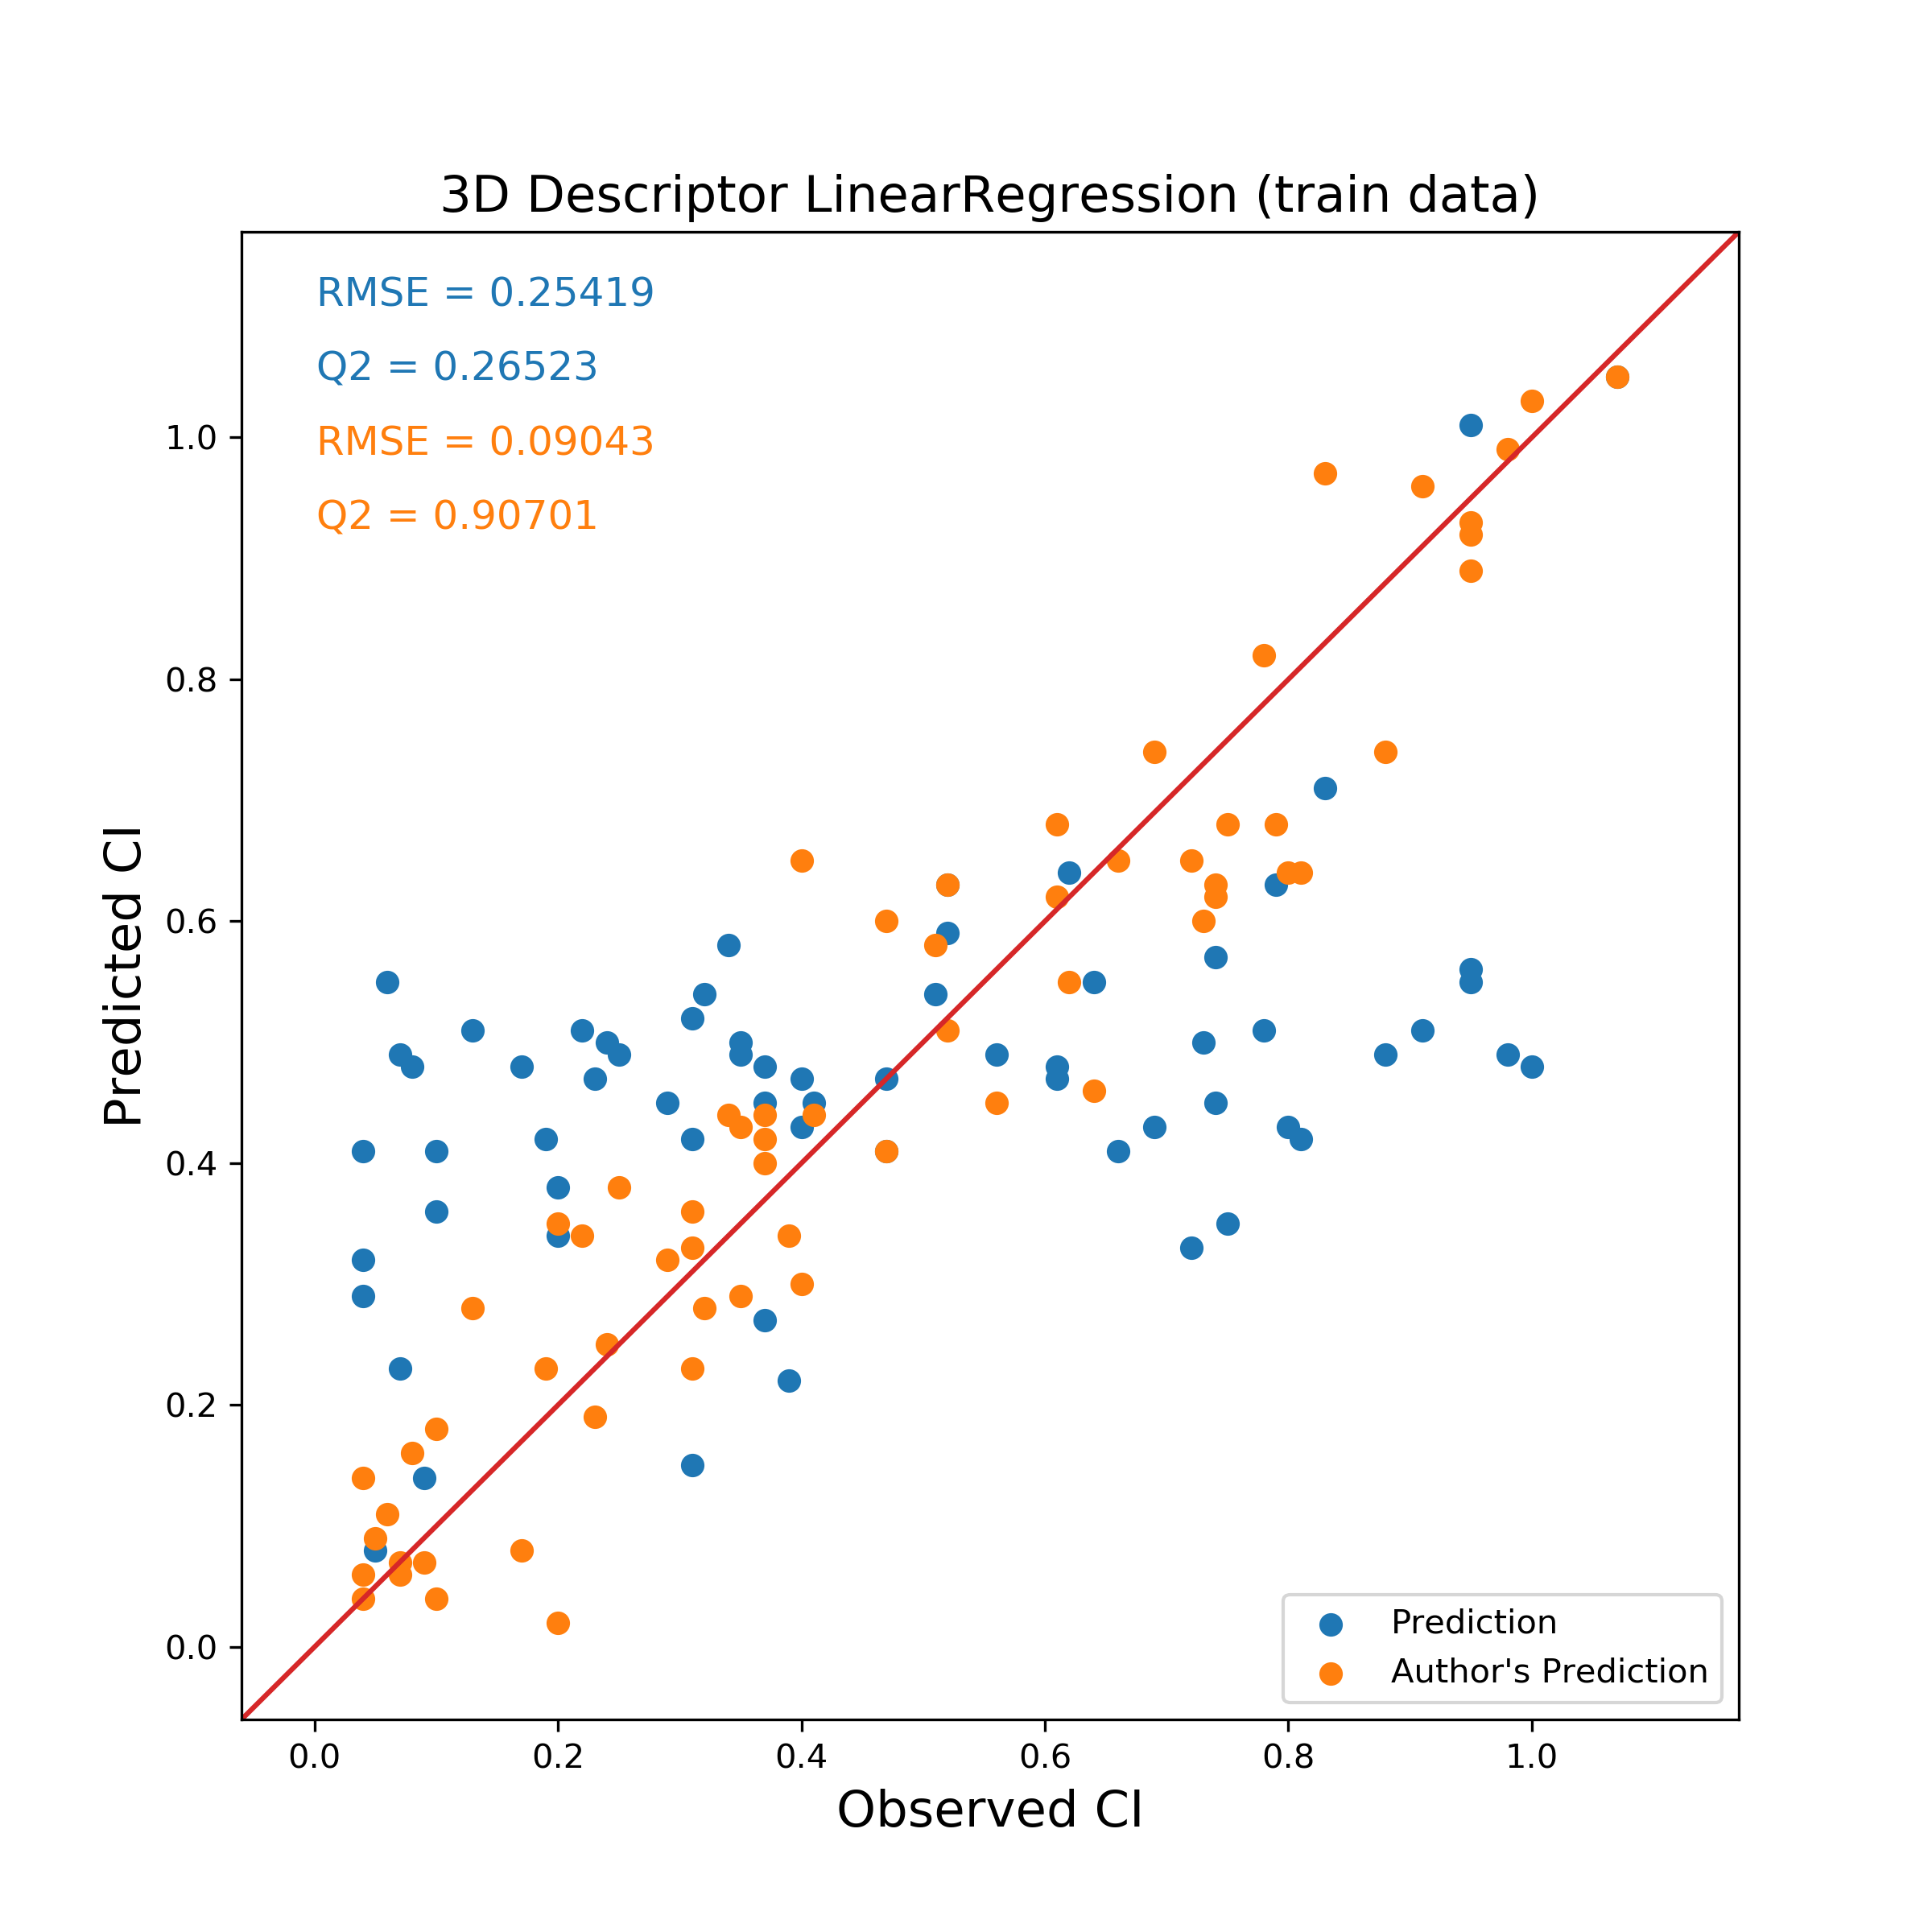 3D Descriptor LinearRegression (train data)
RMSE = 0.25419
Q2 = 0.26523
RMSE = 0.09043
Q2 = 0.90701
Predicted CI
1.0
0.8
0.6
0.4
0.2
0.0
Prediction
Author's Prediction
0.0 0.2 0.4 0.6 0.8 1.0
Observed CI